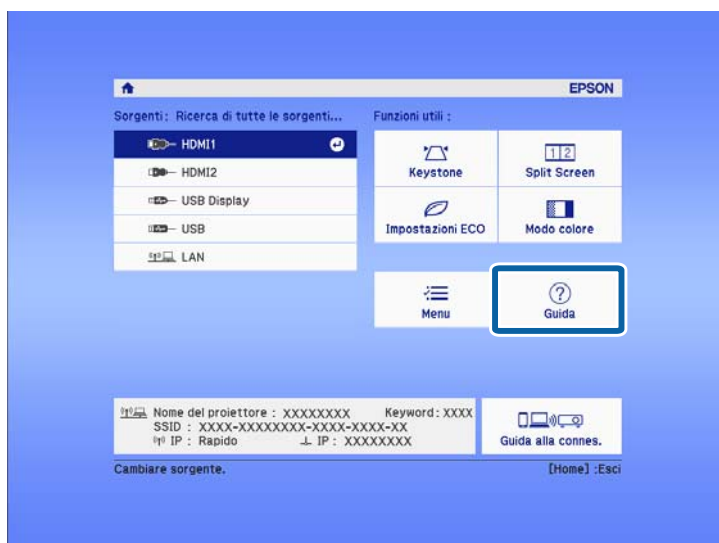 EPSON
Sorgenti: Ricerca di tutte le sorgenti...
HDMI1
HDMI2
USB Display
USB
LAN
Funzioni utili :
Keystone
1 2
Split Screen
Impostazioni ECO
Modo colore
Menu
?
Guida
Nome del proiettore : XXXXXXXX Keyword : XXXX
SSID : XXXX-XXXXXXXX-XXXX-XXXX-XX
IP : Rapido IP : XXXXXXXX
Guida alla connes.
Cambiare sorgente. [Home] :Esci